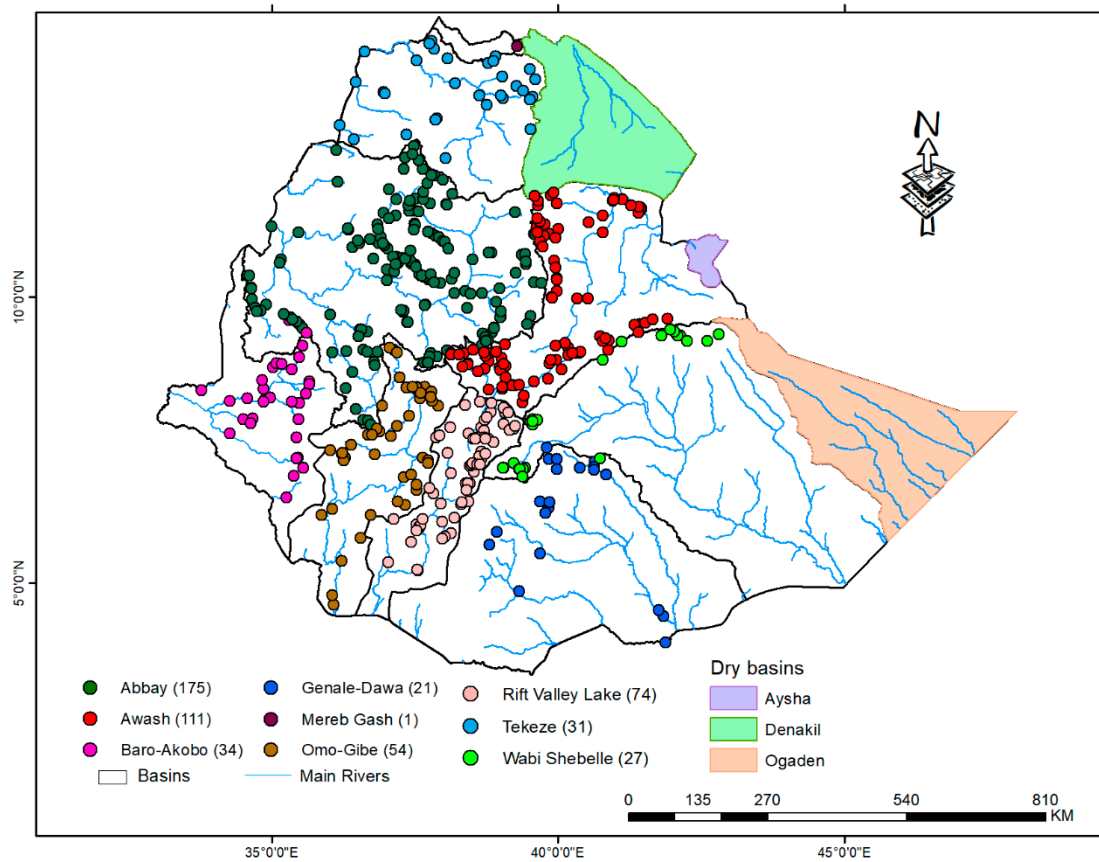 N
10°0'0"N
5°0'0"N
Abbay (175)
Awash (111)
Baro-Akobo (34)
Basins
Genale-Dawa (21)
Mereb Gash (1)
Omo-Gibe (54)
Main Rivers
Rift Valley Lake (74)
Tekeze (31)
Wabi Shebelle (27)
Dry basins
Aysha
Denakil
Ogaden
0 135 270 540 810
KM
35°0'0"E 40°0'0"E 45°0'0"E